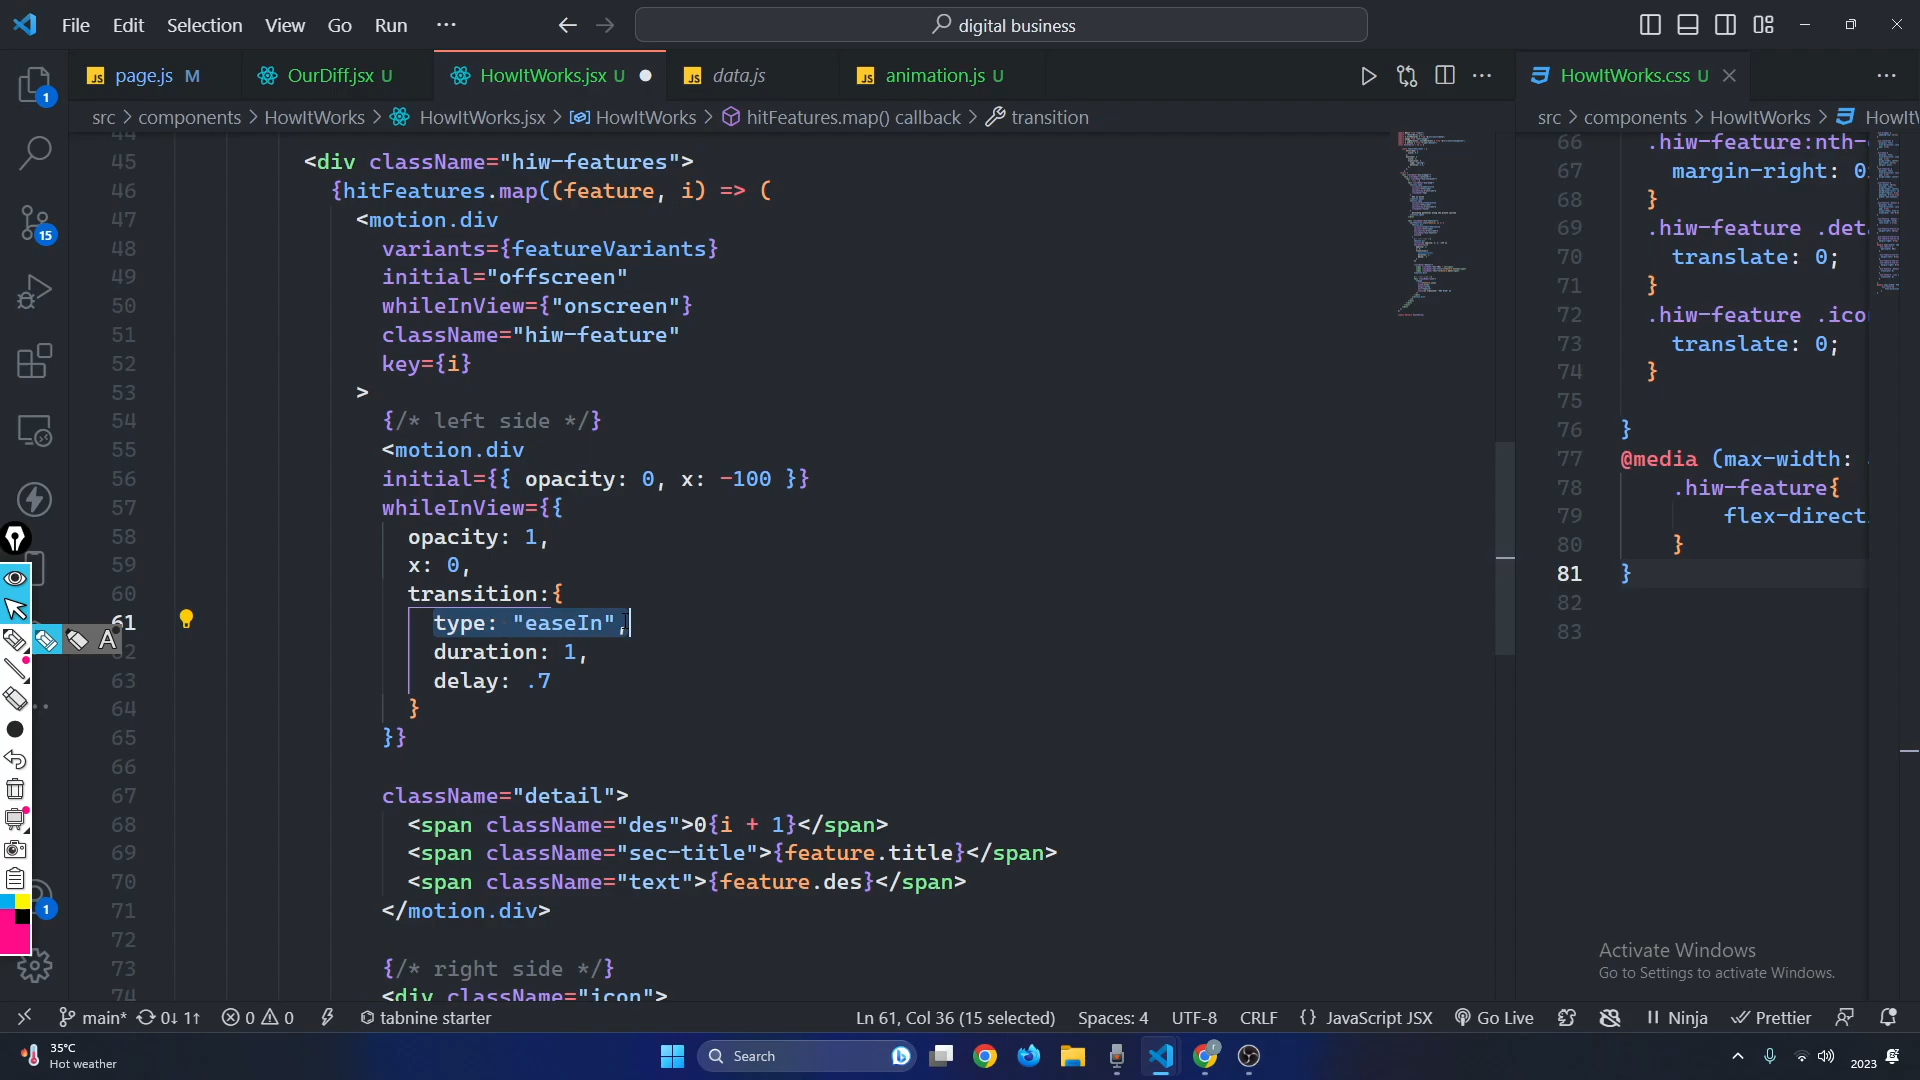 File Edit Selection View Go Run ··· digital business
page.js M OurDiff.jsx U HowItWorks.jsx U data.js animation.js U
HowItWorks.css U
src > components > HowItWorks > HowItWorks.jsx > HowItWorks > hitFeatures.map() callback > transition
src > components > HowItWorks >
44
45 <div className="hiw-features">
46 {hitFeatures.map((feature, i) => (
47 <motion.div
48 variants={featureVariants}
49 initial="offscreen"
50 whileInView={"onscreen"}
51 className="hiw-feature"
52 key={i}
53 >
54 {/* left side */}
55 <motion.div
56 initial={{ opacity: 0, x: -100 }}
57 whileInView={{
58 opacity: 1,
59 x: 0,
60 transition:{
61 type: "easeIn",
62 duration: 1,
63 delay: .7
64 }
65 }}
66
67 className="detail">
68 <span className="des">0{i + 1}</span>
69 <span className="sec-title">{feature.title}</span>
70 <span className="text">{feature.des}</span>
71 </motion.div>
72
73 {/* right side */}
74 <div className="icon">
66 .hiw-feature:nth-
67 margin-right: 0
68 }
69 .hiw-feature .det
70 translate: 0;
71 }
72 .hiw-feature .ico
73 translate: 0;
74 }
75
76 }
77 @media (max-width:
78 .hiw-feature{
79 flex-direct
80 }
81 }
82
83
1
15
A
1
Activate Windows
Go to Settings to activate Windows.
main* 0↓ 1↑ 0 0 tabnine starter Ln 61, Col 36 (15 selected) Spaces: 4 UTF-8 CRLF {} JavaScript JSX Go Live Ninja Prettier
35°C
Hot weather
Search
2023